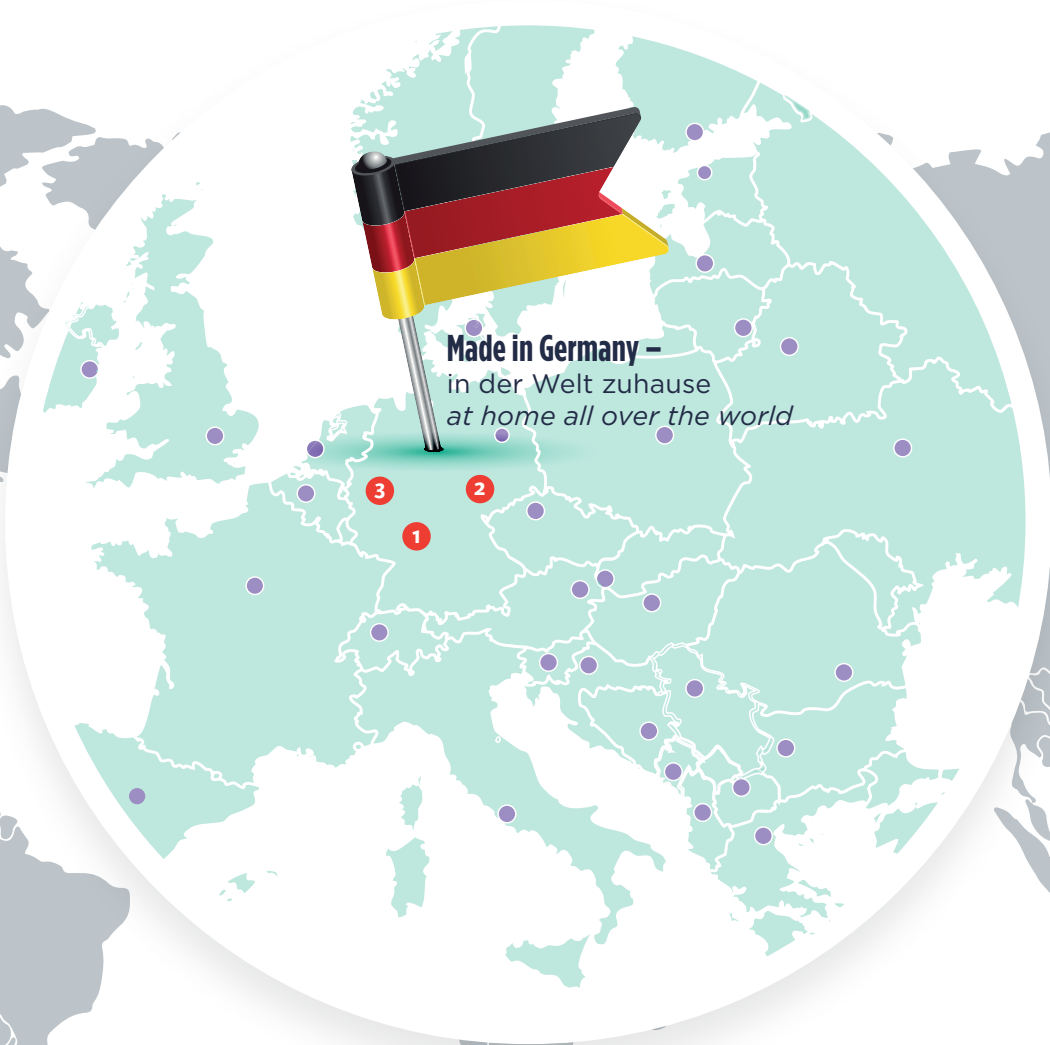 Made in Germany –
in der Welt zuhause
at home all over the world
3
2
1